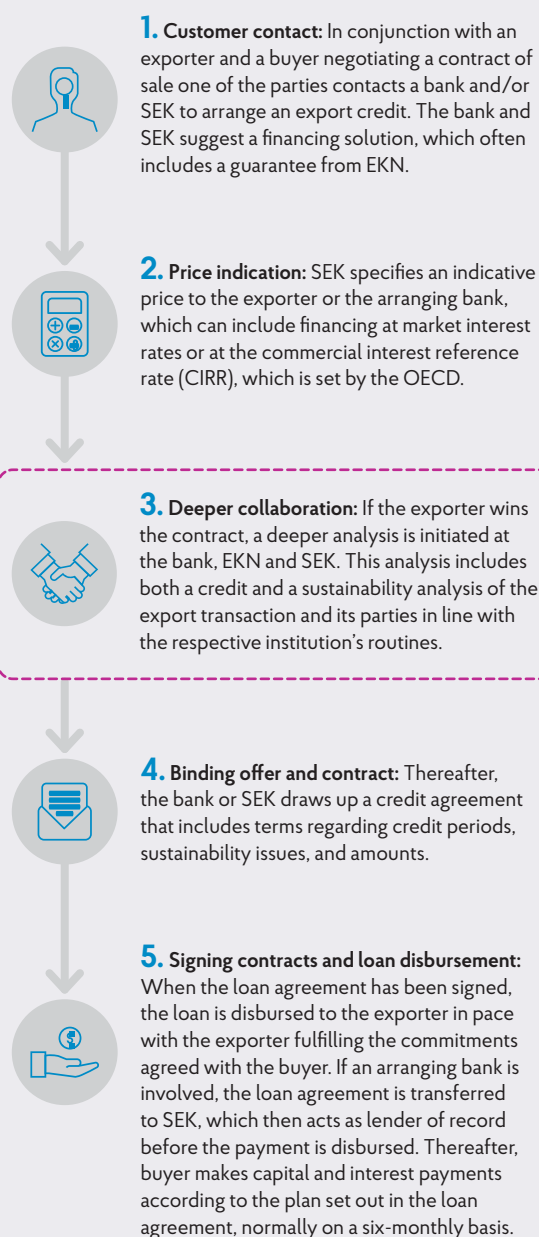 1. Customer contact: In conjunction with an
exporter and a buyer negotiating a contract of
sale one of the parties contacts a bank and/or
SEK to arrange an export credit. The bank and
SEK suggest a financing solution, which often
includes a guarantee from EKN.
2. Price indication: SEK specifies an indicative
price to the exporter or the arranging bank,
which can include financing at market interest
rates or at the commercial interest reference
rate (CIRR), which is set by the OECD.
3. Deeper collaboration: If the exporter wins
the contract, a deeper analysis is initiated at
the bank, EKN and SEK. This analysis includes
both a credit and a sustainability analysis of the
export transaction and its parties in line with
the respective institution’s routines.
4. Binding offer and contract: Thereafter,
the bank or SEK draws up a credit agreement
that includes terms regarding credit periods,
sustainability issues, and amounts.
5. Signing contracts and loan disbursement:
When the loan agreement has been signed,
the loan is disbursed to the exporter in pace
with the exporter fulfilling the commitments
agreed with the buyer. If an arranging bank is
involved, the loan agreement is transferred
to SEK, which then acts as lender of record
before the payment is disbursed. Thereafter,
buyer makes capital and interest payments
according to the plan set out in the loan
agreement, normally on a six-monthly basis.